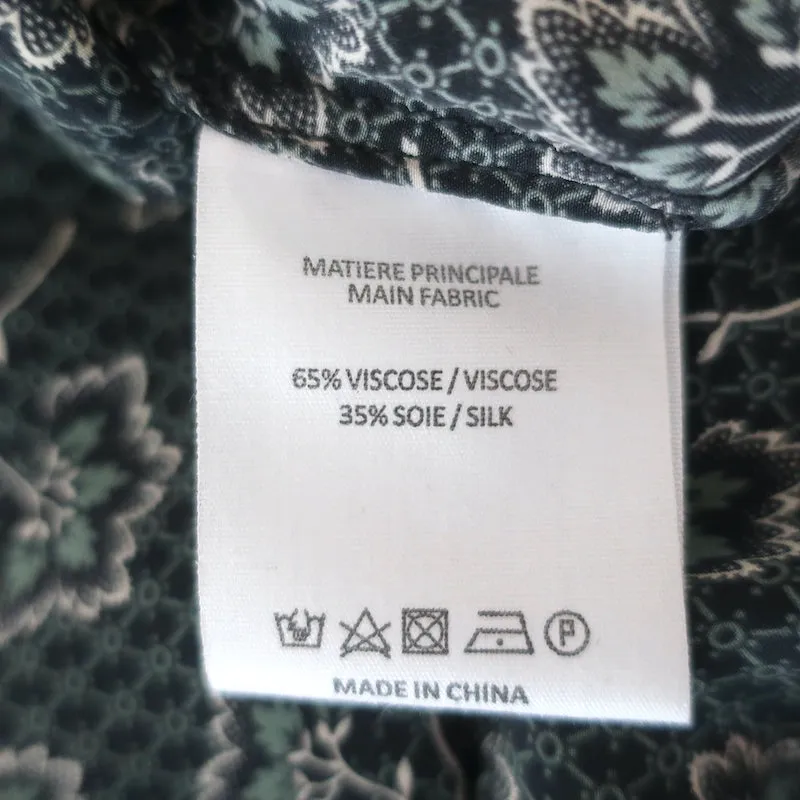 MATIERE PRINCIPALE
MAIN FABRIC
65% VISCOSE / VISCOSE
35% SOIE / SILK
P
MADE IN CHINA